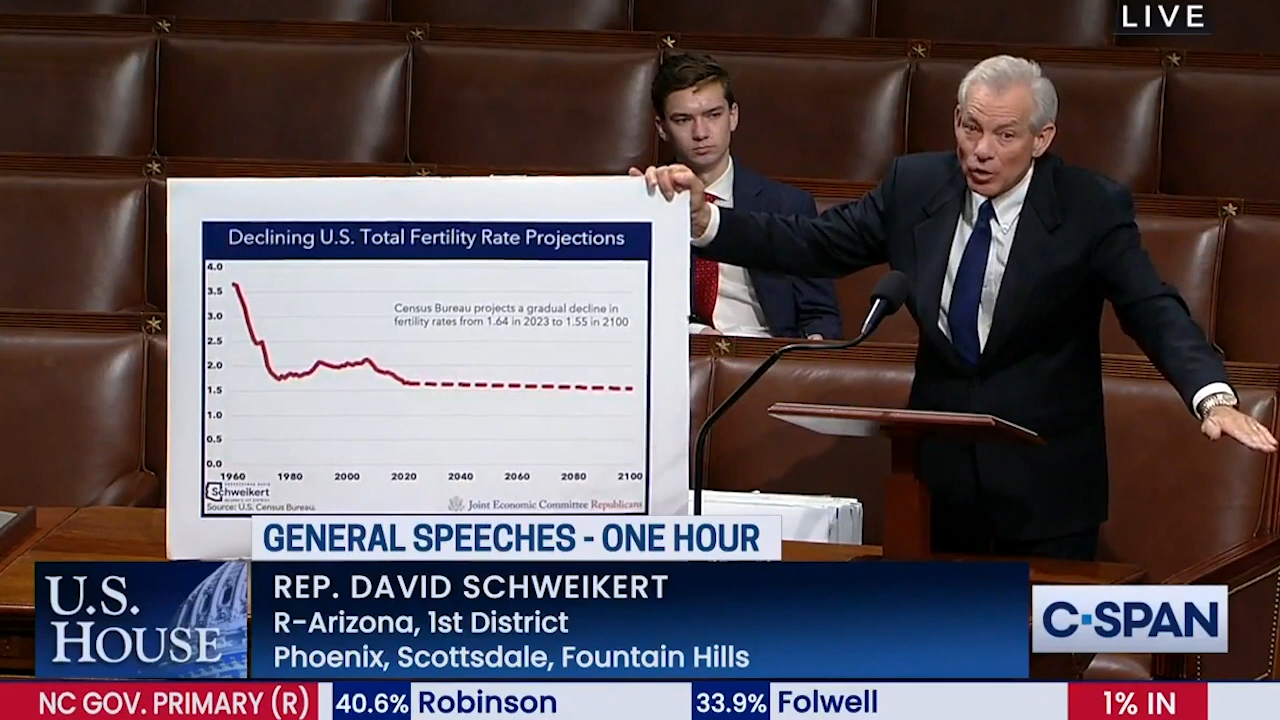 LIVE
Declining U.S. Total Fertility Rate Projections
4.0
3.5
3.0
2.5
2.0
1.5
1.0
0.5
0.0
Census Bureau projects a gradual decline in
fertility rates from 1.64 in 2023 to 1.55 in 2100
1960 1980 2000 2020 2040 2060 2080 2100
Schweikert
Source: U.S. Census Bureau.
Joint Economic Committee Republicans
GENERAL SPEECHES - ONE HOUR
U.S.
HOUSE
REP. DAVID SCHWEIKERT
R-Arizona, 1st District
Phoenix, Scottsdale, Fountain Hills
C-SPAN
NC GOV. PRIMARY (R) 40.6% Robinson 33.9% Folwell 1% IN